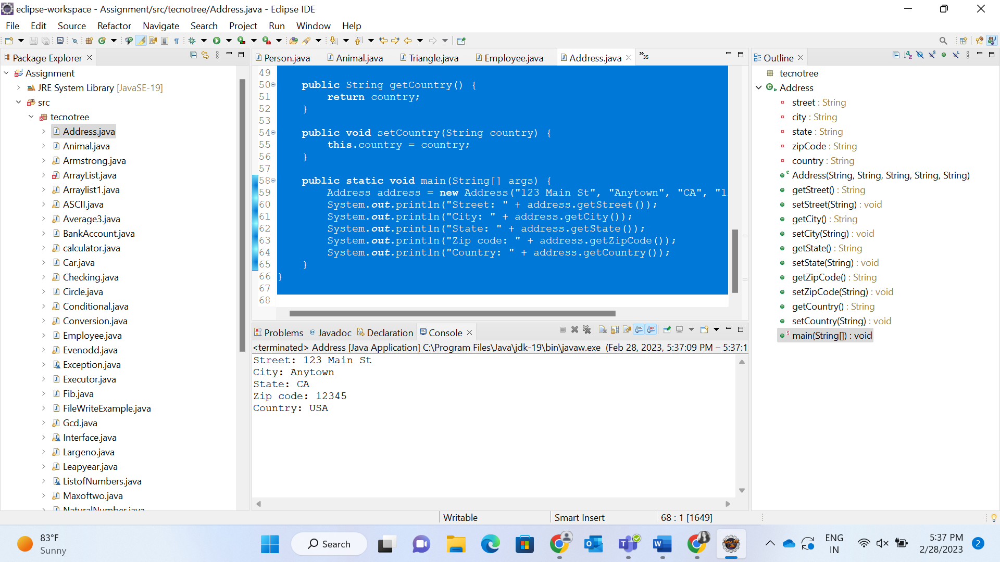 eclipse-workspace - Assignment/src/tecnotree/Address.java - Eclipse IDE
File Edit Source Refactor Navigate Search Project Run Window Help
Package Explorer
Assignment
JRE System Library [JavaSE-19]
src
tecnotree
Address.java
Animal.java
Armstrong.java
ArrayList.java
Arraylist1.java
ASCII.java
Average3.java
BankAccount.java
calculator.java
Car.java
Checking.java
Circle.java
Conditional.java
Conversion.java
Employee.java
Evenodd.java
Exception.java
Executor.java
Fib.java
FileWriteExample.java
Gcd.java
Interface.java
Largeno.java
Leapyear.java
ListofNumbers.java
Maxoftwo.java
NaturalNumber.java
Person.java Animal.java Triangle.java Employee.java Address.java »35
49
50 public String getCountry() {
51 return country;
52 }
53
54 public void setCountry(String country) {
55 this.country = country;
56 }
57
58 public static void main(String[] args) {
59 Address address = new Address("123 Main St", "Anytown", "CA", "1
60 System.out.println("Street: " + address.getStreet());
61 System.out.println("City: " + address.getCity());
62 System.out.println("State: " + address.getState());
63 System.out.println("Zip code: " + address.getZipCode());
64 System.out.println("Country: " + address.getCountry());
65 }
66 }
67
68
Problems Javadoc Declaration Console
<terminated> Address [Java Application] C:\Program Files\Java\jdk-19\bin\javaw.exe (Feb 28, 2023, 5:37:09 PM – 5:37:1
Street: 123 Main St
City: Anytown
State: CA
Zip code: 12345
Country: USA
Outline
tecnotree
Address
street : String
city : String
state : String
zipCode : String
country : String
Address(String, String, String, String, String)
getStreet() : String
setStreet(String) : void
getCity() : String
setCity(String) : void
getState() : String
setState(String) : void
getZipCode() : String
setZipCode(String) : void
getCountry() : String
setCountry(String) : void
main(String[]) : void
Writable Smart Insert 68 : 1 [1649]
83°F
Sunny
Search
ENG
IN
5:37 PM
2/28/2023
2